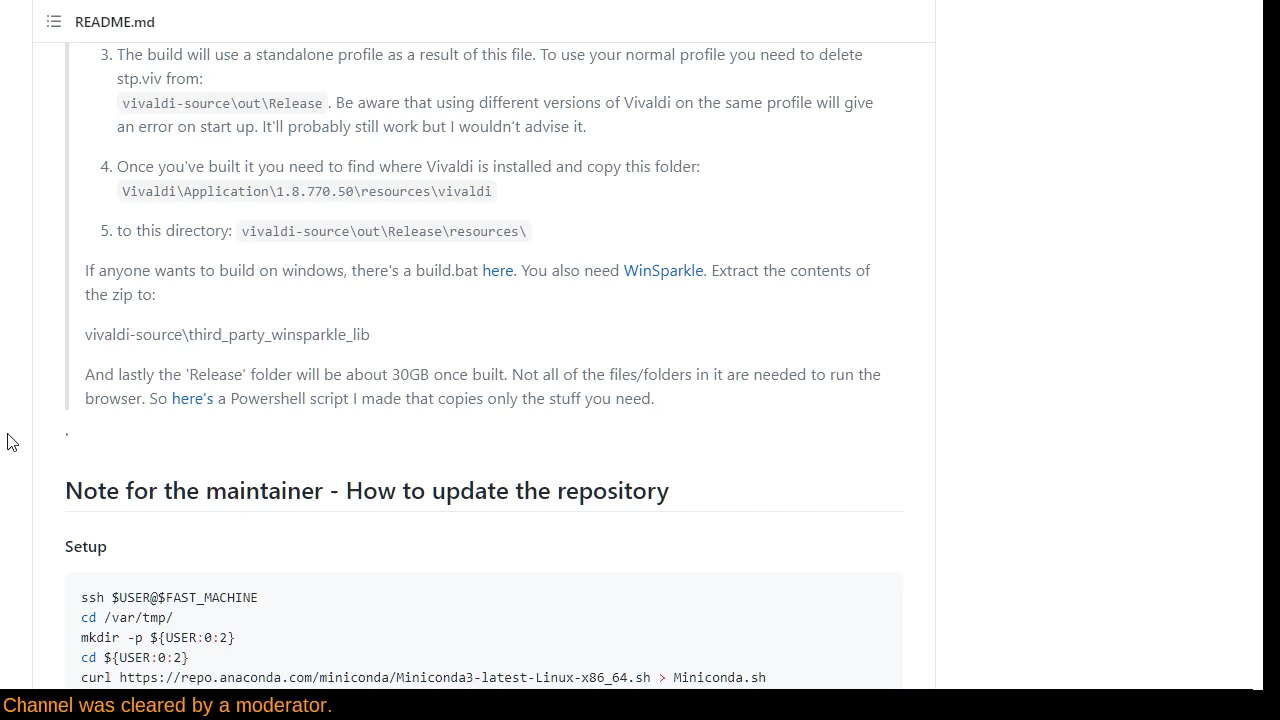 README.md
3. The build will use a standalone profile as a result of this file. To use your normal profile you need to delete
stp.viv from:
vivaldi-source\out\Release . Be aware that using different versions of Vivaldi on the same profile will give
an error on start up. It'll probably still work but I wouldn't advise it.
4. Once you've built it you need to find where Vivaldi is installed and copy this folder:
Vivaldi\Application\1.8.770.50\resources\vivaldi
5. to this directory: vivaldi-source\out\Release\resources\
If anyone wants to build on windows, there's a build.bat here. You also need WinSparkle. Extract the contents of
the zip to:
vivaldi-source\third_party_winsparkle_lib
And lastly the 'Release' folder will be about 30GB once built. Not all of the files/folders in it are needed to run the
browser. So here's a Powershell script I made that copies only the stuff you need.
'
Note for the maintainer - How to update the repository
Setup
ssh $USER@$FAST_MACHINE
cd /var/tmp/
mkdir -p ${USER:0:2}
cd ${USER:0:2}
curl https://repo.anaconda.com/miniconda/Miniconda3-latest-Linux-x86_64.sh > Miniconda.sh
Channel was cleared by a moderator.